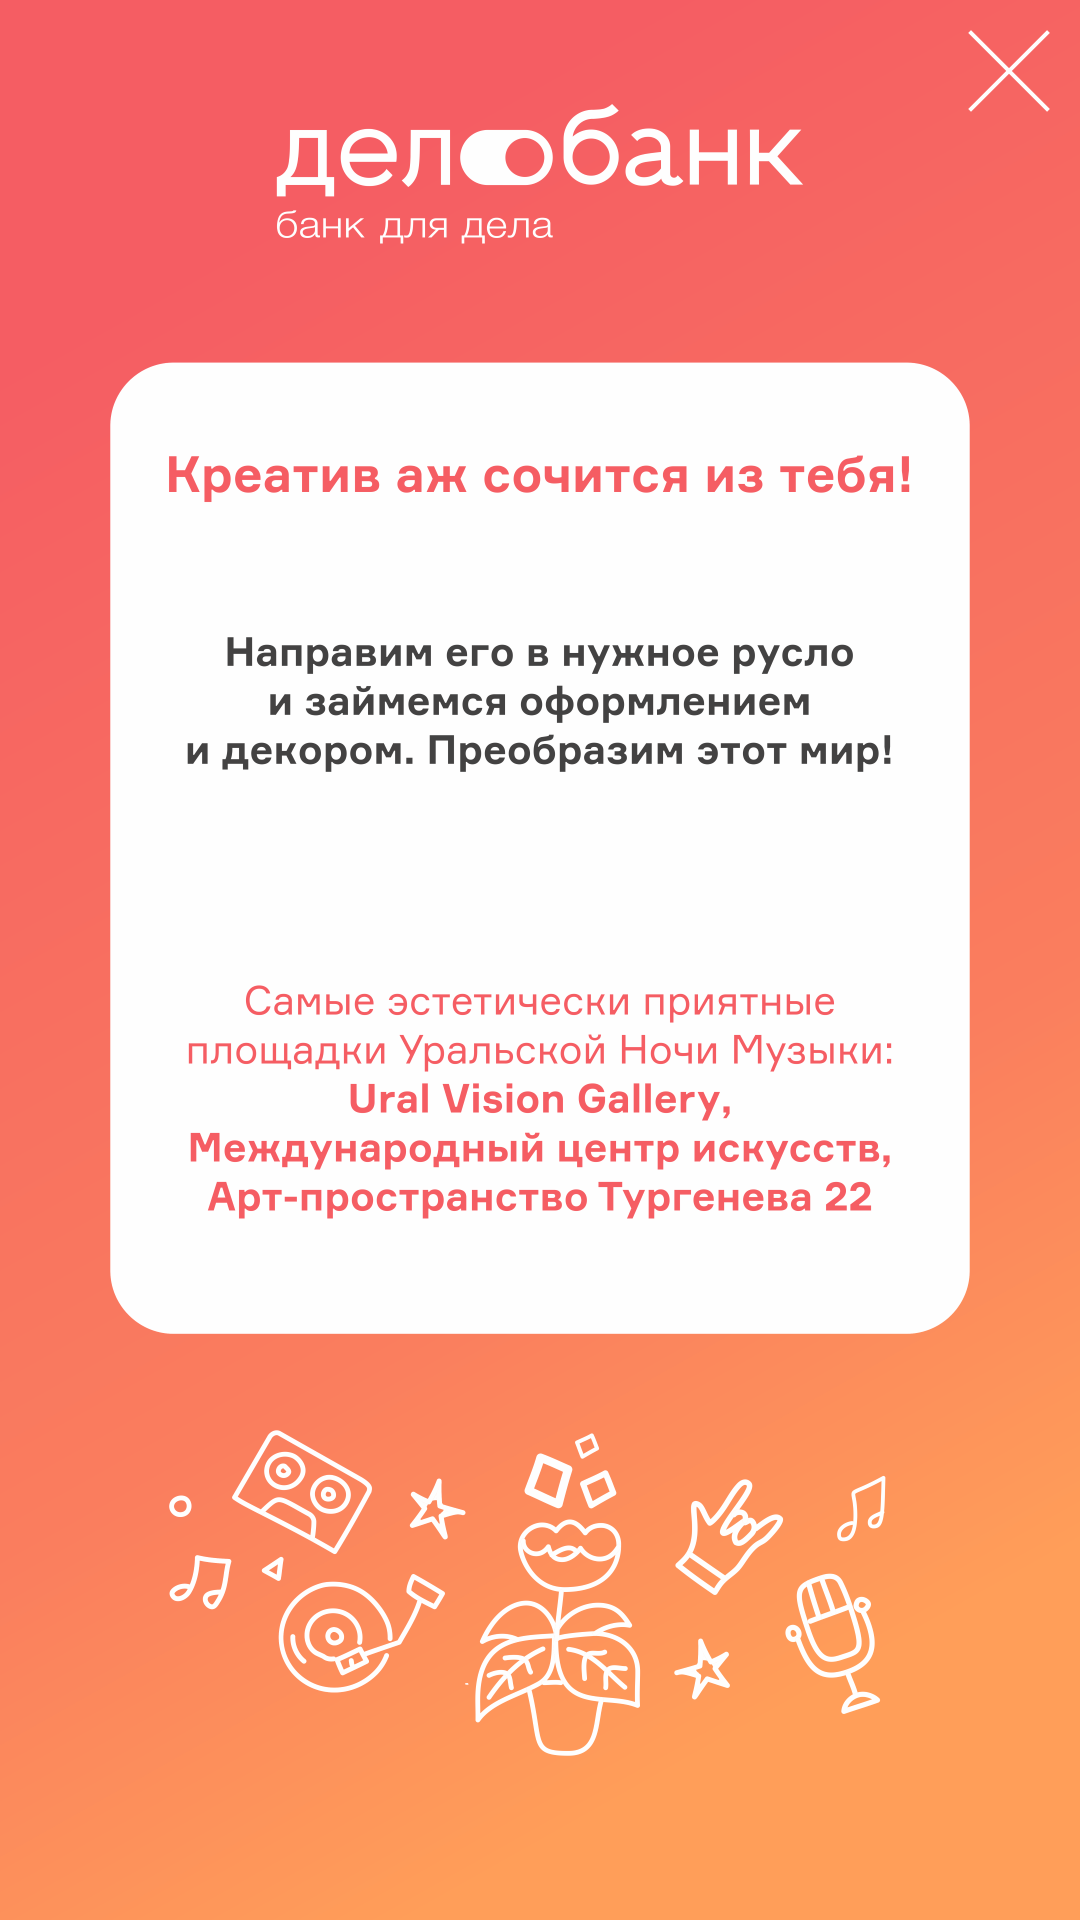 делобанк
банк для дела
Креатив аж сочится из тебя!
Направим его в нужное русло
и займемся оформлением
и декором. Преобразим этот мир!
Самые эстетически приятные
площадки Уральской Ночи Музыки:
Ural Vision Gallery,
Международный центр искусств,
Арт-пространство Тургенева 22